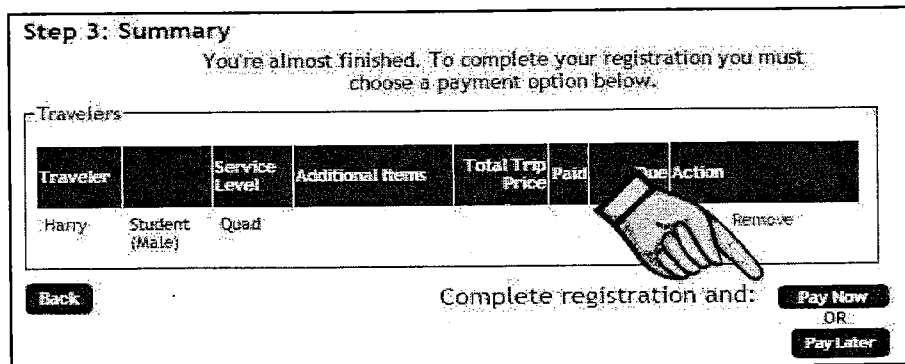 Step 3: Summary
You're almost finished. To complete your registration you must
choose a payment option below.
Travelers
Traveler Service Level Additional Items Total Trip Price Paid Due Action
Harry Student (Male) Quad Remove
Back Complete registration and: Pay Now
OR
Pay Later